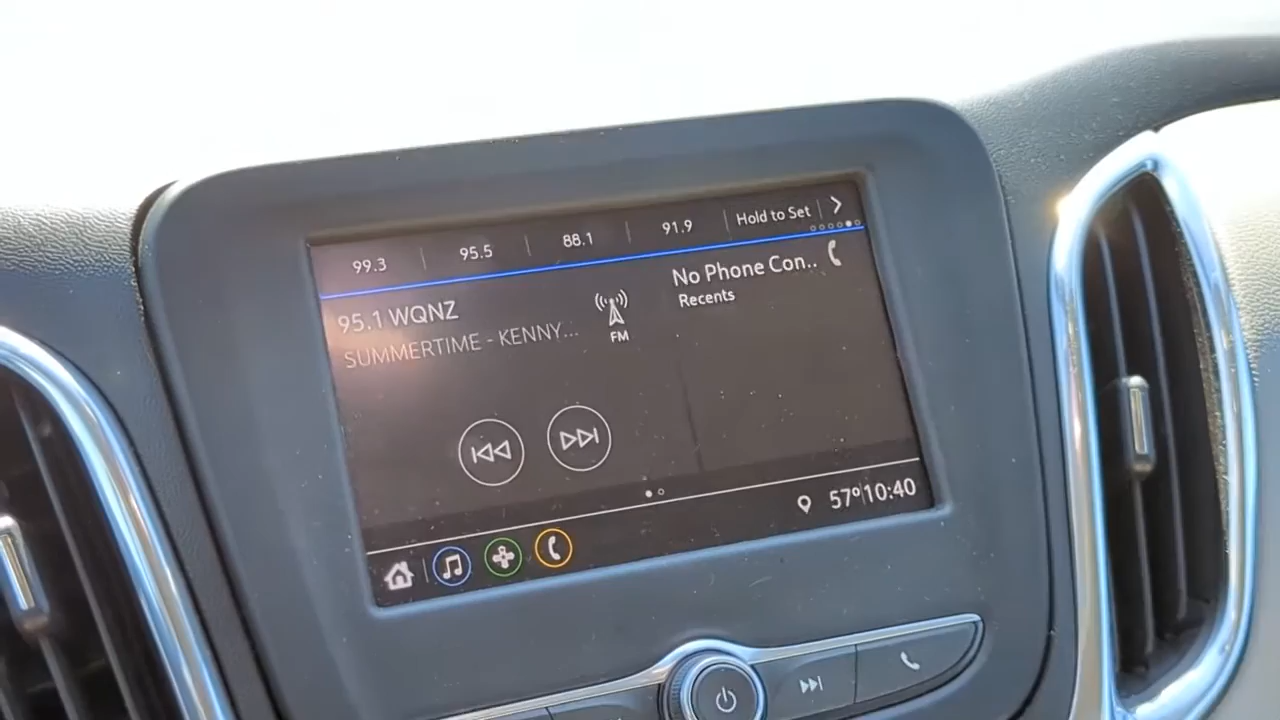 99.3 95.5 88.1 91.9 Hold to Set
95.1 WQNZ
SUMMERTIME - KENNY...
FM
No Phone Con..
Recents
57° 10:40